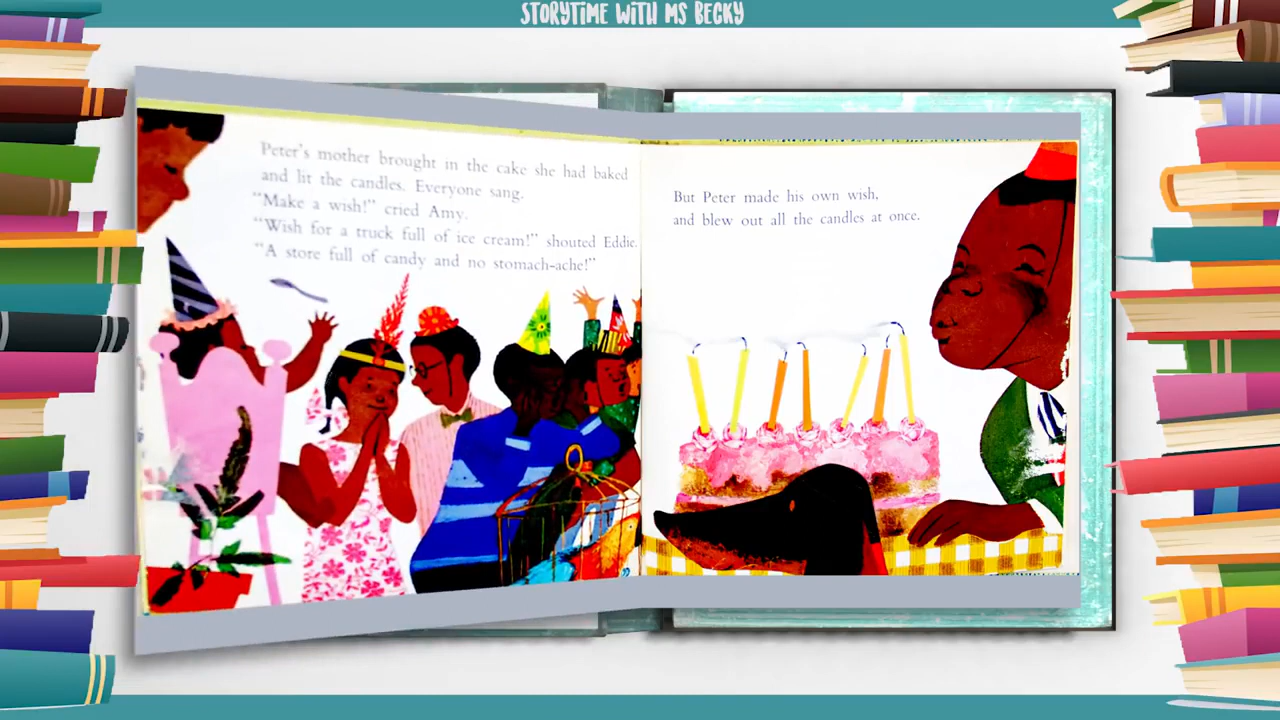 STORYTIME WITH MS BECKY
Peter's mother brought in the cake she had baked
and lit the candles. Everyone sang.
"Make a wish!" cried Amy.
"Wish for a truck full of ice cream!" shouted Eddie.
"A store full of candy and no stomach-ache!"
But Peter made his own wish,
and blew out all the candles at once.